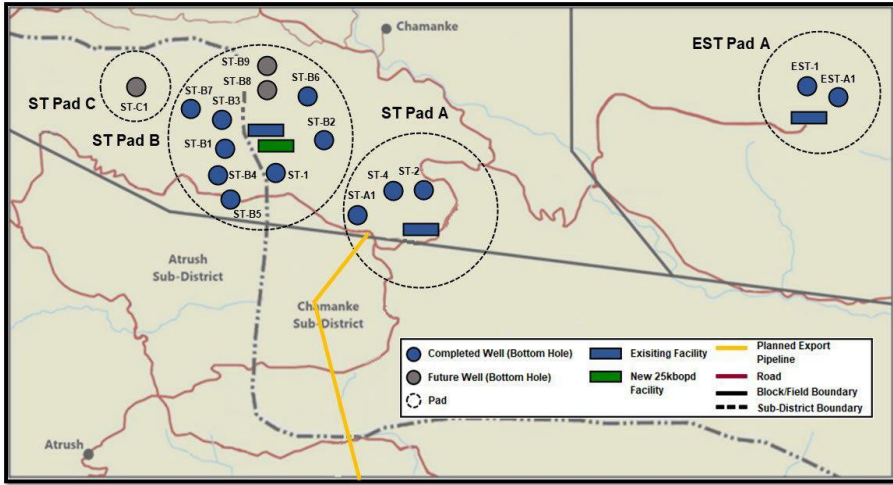 Chamanke
EST Pad A
ST-B9
ST-B8
ST-B6
ST-B7
ST-B3
ST-C1
ST Pad C
ST Pad B
ST Pad A
EST-1
EST-A1
ST-B1
ST-B2
ST-B4
ST-1
ST-B5
ST-4
ST-2
ST-A1
Atrush
Sub-District
Chamanke
Sub-District
Atrush
Completed Well (Bottom Hole)
Future Well (Bottom Hole)
Pad
Exisiting Facility
New 25kbopd
Facility
Planned Export
Pipeline
Road
Block/Field Boundary
Sub-District Boundary